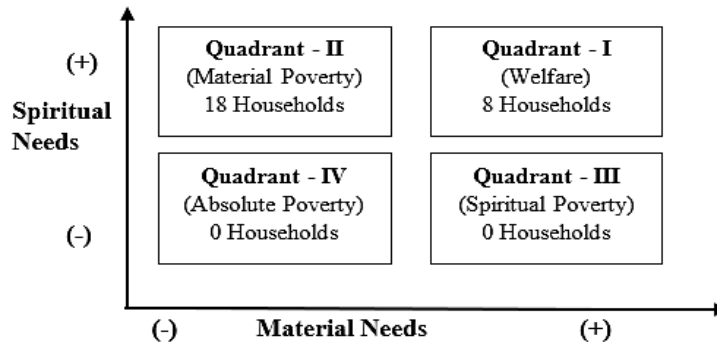 Quadrant - II
(Material Poverty)
18 Households
Quadrant - I
(Welfare)
8 Households
(+)
Spiritual
Needs
(-)
Quadrant - IV
(Absolute Poverty)
0 Households
Quadrant - III
(Spiritual Poverty)
0 Households
(-)
Material Needs
(+)